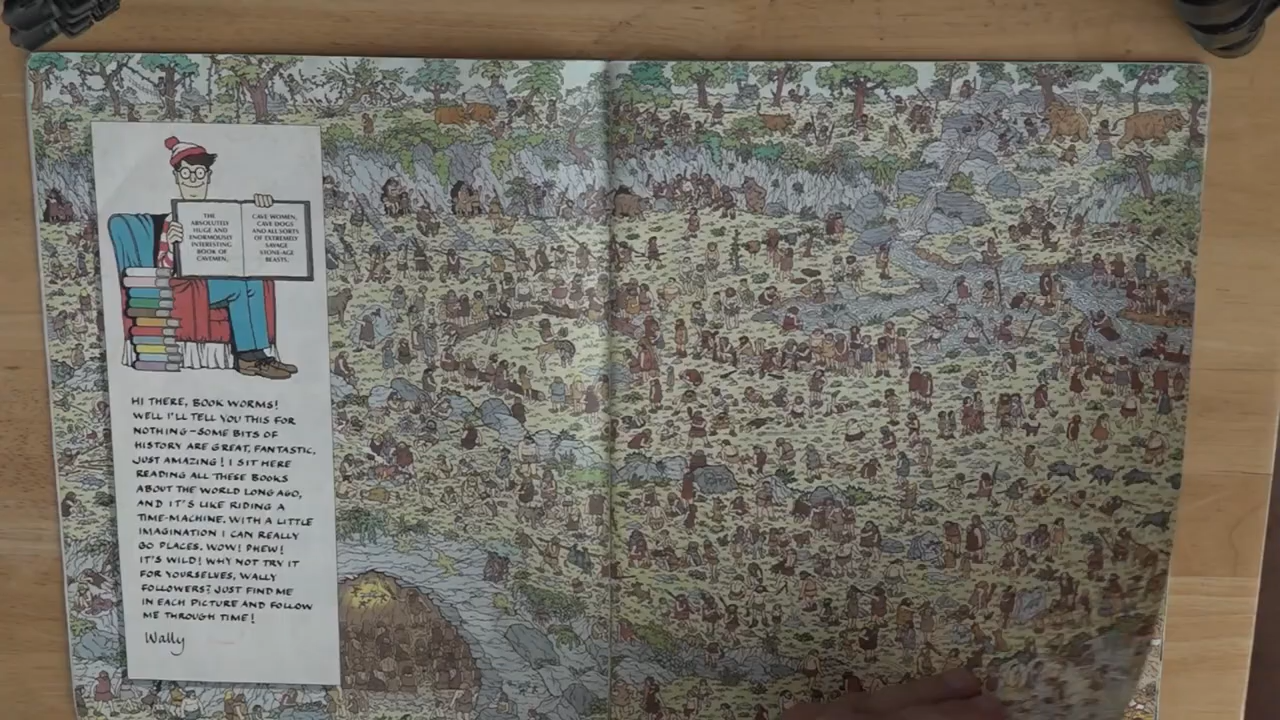 THE
ABSOLUTELY
HUGE AND
ENORMOUSLY
INTERESTING
BOOK OF
CAVEMEN,
CAVE WOMEN,
CAVE DOGS
AND ALL SORTS
OF EXTREMELY
SAVAGE
STONE-AGE
BEASTS.
HI THERE, BOOK WORMS!
WELL I'LL TELL YOU THIS FOR
NOTHING - SOME BITS OF
HISTORY ARE GREAT, FANTASTIC,
JUST AMAZING! I SIT HERE
READING ALL THESE BOOKS
ABOUT THE WORLD LONG AGO,
AND IT'S LIKE RIDING A
TIME-MACHINE. WITH A LITTLE
IMAGINATION I CAN REALLY
GO PLACES. WOW! PHEW!
IT'S WILD! WHY NOT TRY IT
FOR YOURSELVES, WALLY
FOLLOWERS? JUST FIND ME
IN EACH PICTURE AND FOLLOW
ME THROUGH TIME!
Wally